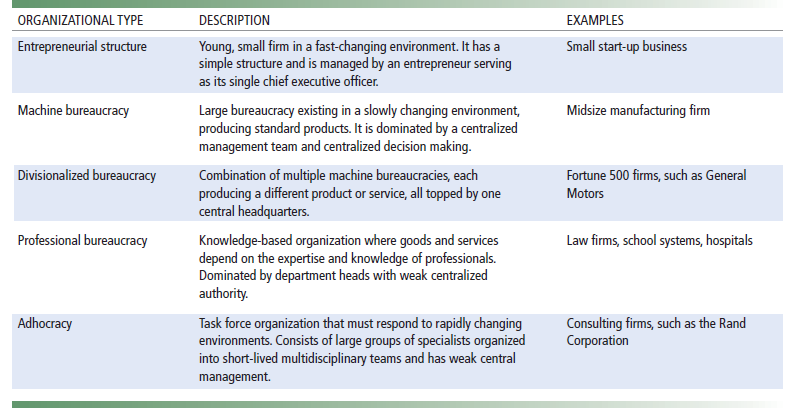 ORGANIZATIONAL TYPE DESCRIPTION EXAMPLES
Entrepreneurial structure Young, small firm in a fast-changing environment. It has a Small start-up business
simple structure and is managed by an entrepreneur serving
as its single chief executive officer.
Machine bureaucracy Large bureaucracy existing in a slowly changing environment, Midsize manufacturing firm
producing standard products. It is dominated by a centralized
management team and centralized decision making.
Divisionalized bureaucracy Combination of multiple machine bureaucracies, each Fortune 500 firms, such as General
producing a different product or service, all topped by one Motors
central headquarters.
Professional bureaucracy Knowledge-based organization where goods and services Law firms, school systems, hospitals
depend on the expertise and knowledge of professionals.
Dominated by department heads with weak centralized
authority.
Adhocracy Task force organization that must respond to rapidly changing Consulting firms, such as the Rand
environments. Consists of large groups of specialists organized Corporation
into short-lived multidisciplinary teams and has weak central
management.